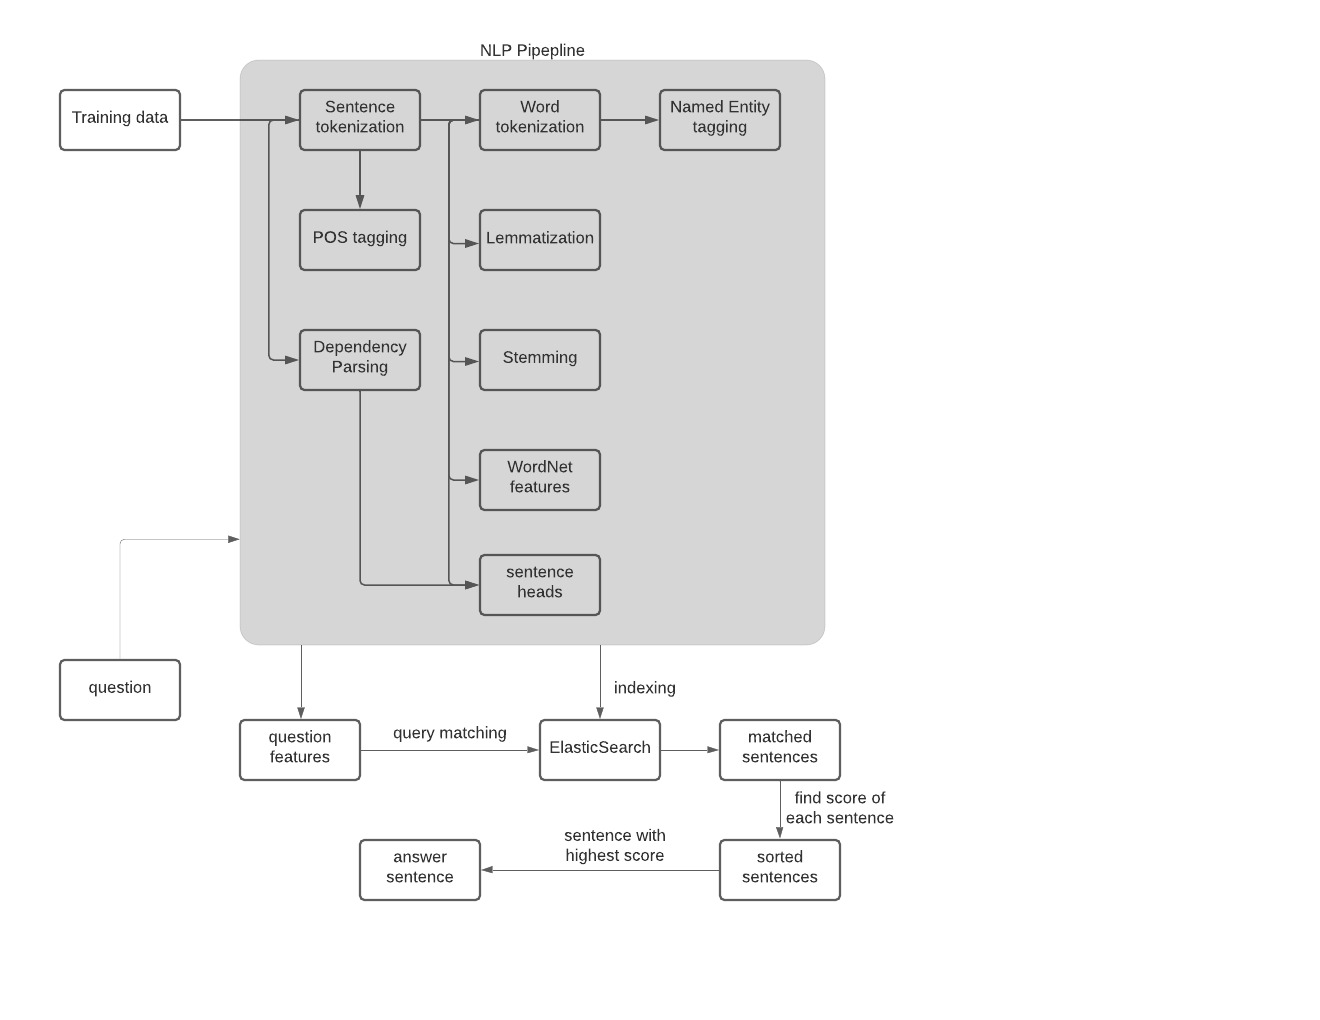 NLP Pipepline
Training data
Sentence
tokenization
Word
tokenization
Named Entity
tagging
POS tagging
Lemmatization
Dependency
Parsing
Stemming
WordNet
features
sentence
heads
question
indexing
question
features
query matching
ElasticSearch
matched
sentences
find score of
each sentence
sentence with
highest score
answer
sentence
sorted
sentences